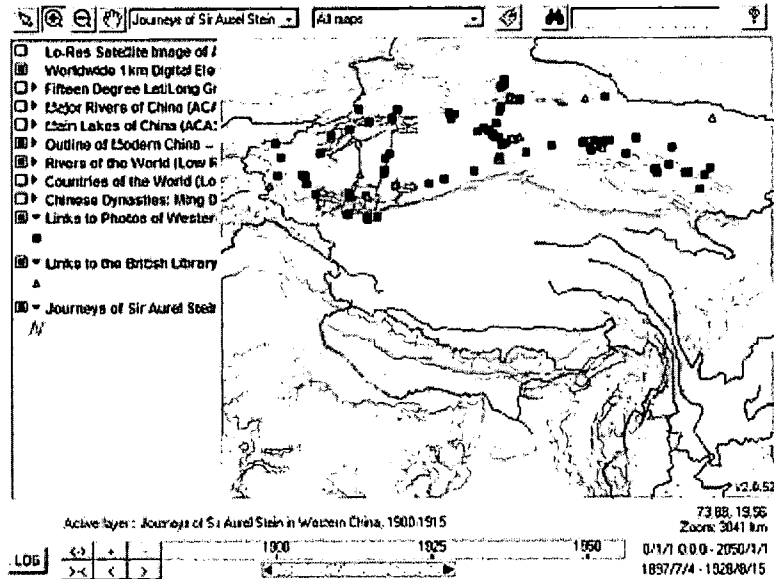 Journeys of Sir Aurel Stein
All maps
Lo-Res Satellite Image of A
Worldwide 1km Digital Ele
Fifteen Degree Lat/Long Gr
Major Rivers of China (ACA
Main Lakes of China (ACA:
Outline of Modern China -
Rivers of the World (Low R
Countries of the World (Lo
Chinese Dynasties: Ming D
Links to Photos of Wester
Links to the British Library
Journeys of Sir Aurel Stein
v2.0.52
73.88, 19.56
Zoom: 3041 km
Active layer: Journeys of Sir Aurel Stein in Western China, 1900-1915
1900 1925 1950
0/1/1 0:0:0 - 2050/1/1
LOG
<-> + -
>-< < >
1897/7/4 - 1928/8/15